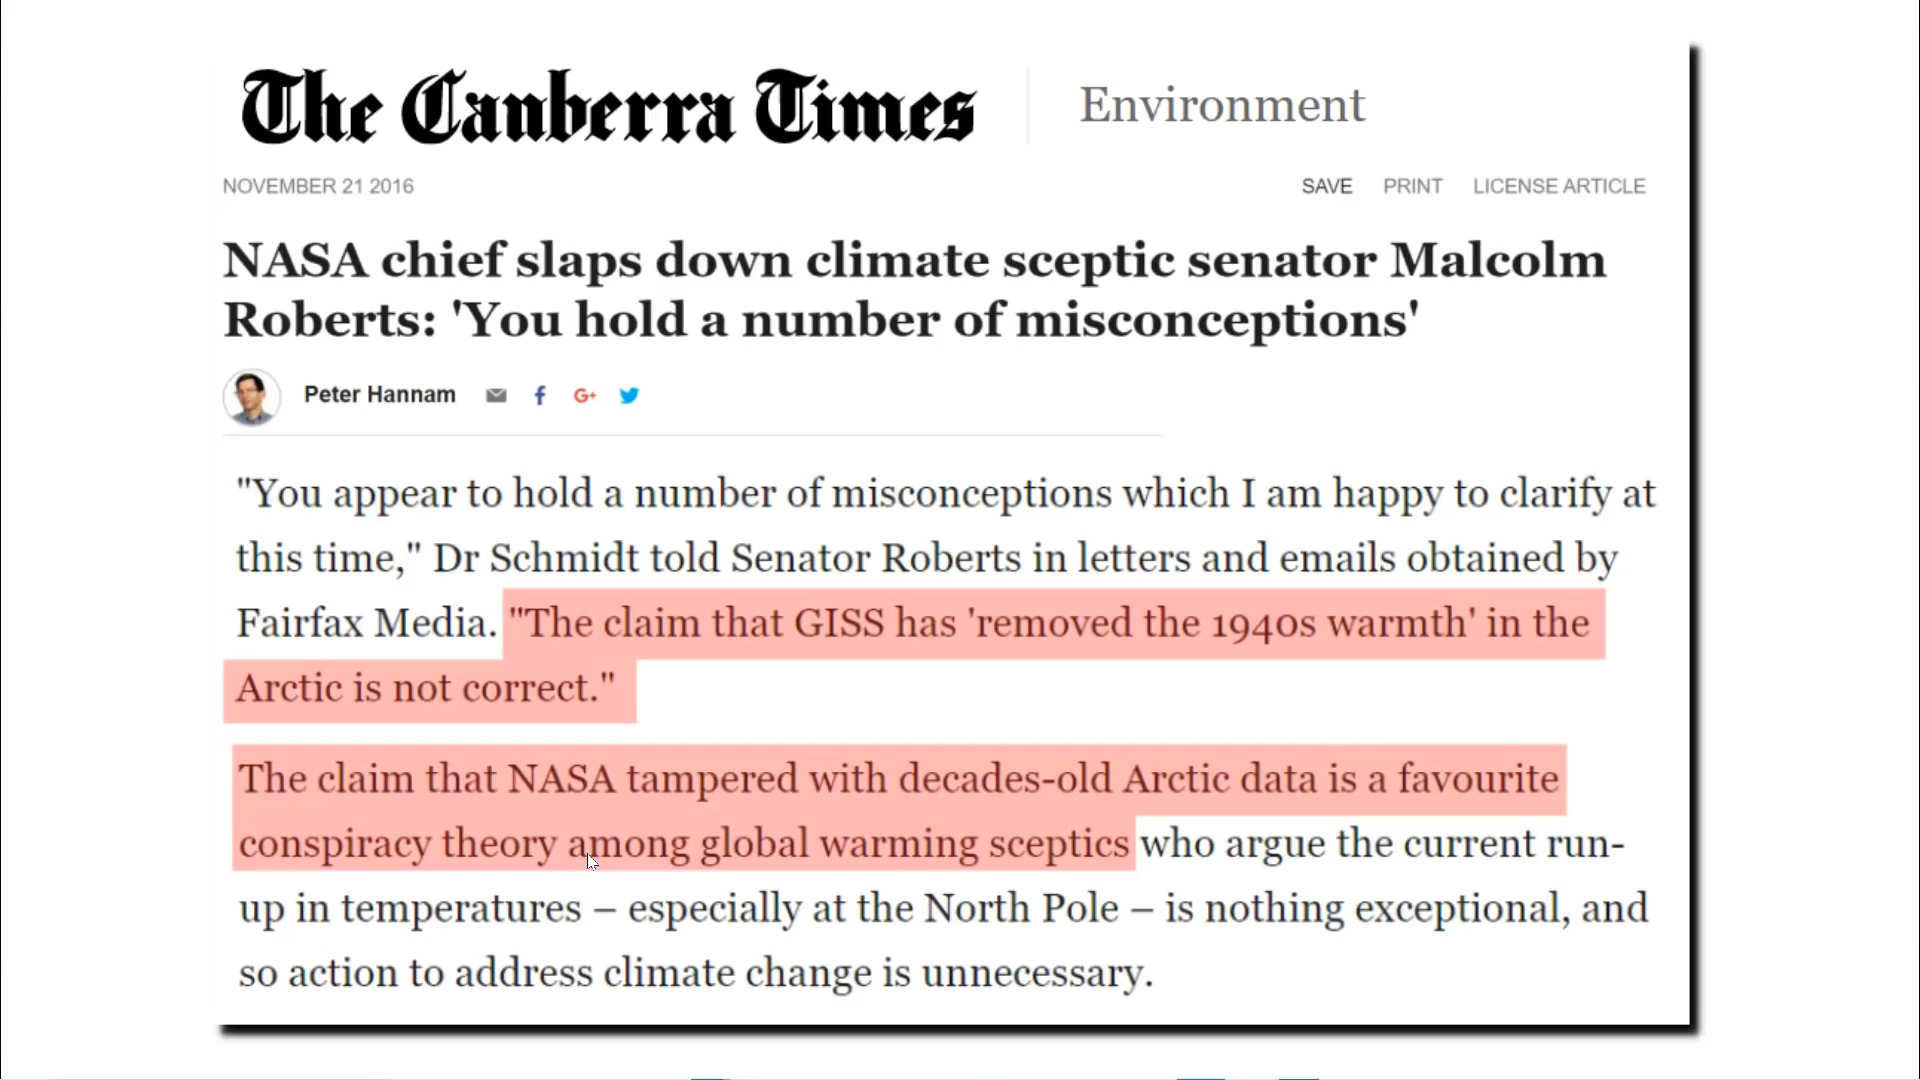 The Canberra Times
Environment
NOVEMBER 21 2016
SAVE PRINT LICENSE ARTICLE
NASA chief slaps down climate sceptic senator Malcolm
Roberts: 'You hold a number of misconceptions'
Peter Hannam
"You appear to hold a number of misconceptions which I am happy to clarify at
this time," Dr Schmidt told Senator Roberts in letters and emails obtained by
Fairfax Media. "The claim that GISS has 'removed the 1940s warmth' in the
Arctic is not correct."
The claim that NASA tampered with decades-old Arctic data is a favourite
conspiracy theory among global warming sceptics who argue the current run-
up in temperatures – especially at the North Pole – is nothing exceptional, and
so action to address climate change is unnecessary.